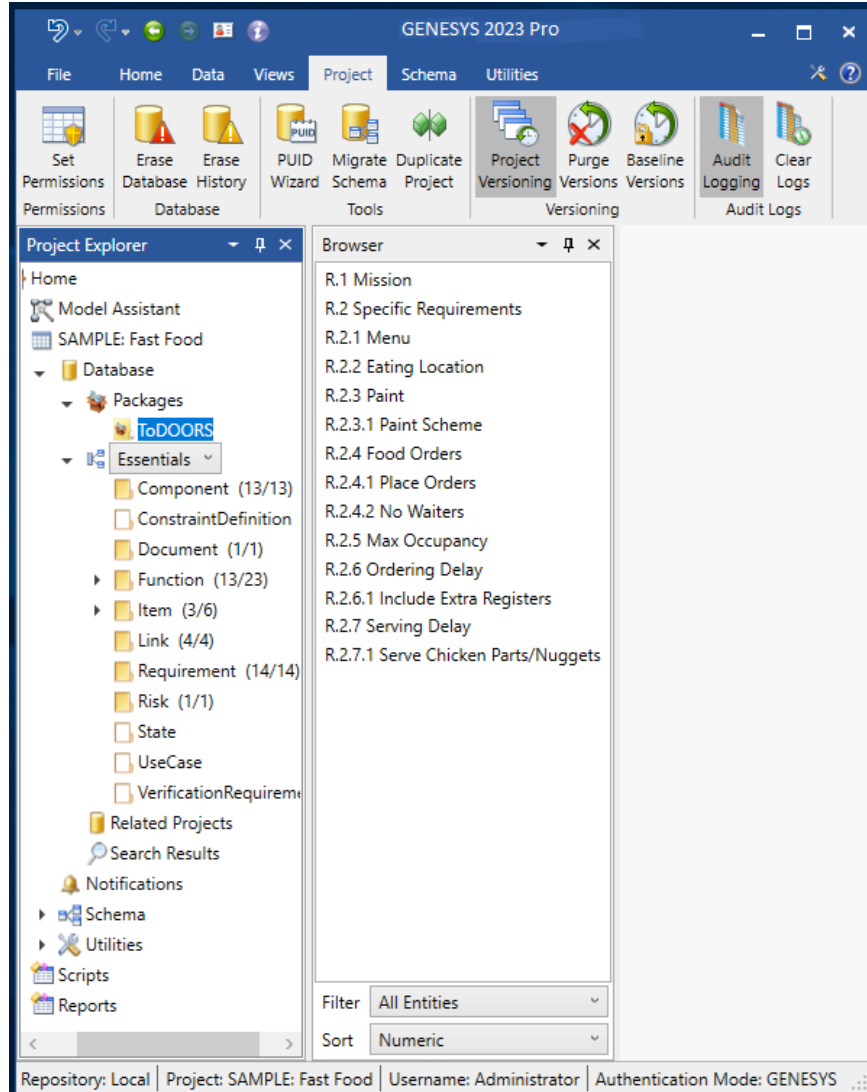 GENESYS 2023 Pro
File Home Data Views Project Schema Utilities
Set Permissions
Erase Database
Erase History
PUID
PUID Wizard
Migrate Schema
Duplicate Project
Project Versioning
Purge Versions
Baseline Versions
Audit Logging
Clear Logs
Permissions Database Tools Versioning Audit Logs
Project Explorer
Home
Model Assistant
SAMPLE: Fast Food
Database
Packages
ToDOORS
Essentials
Component (13/13)
ConstraintDefinition
Document (1/1)
Function (13/23)
Item (3/6)
Link (4/4)
Requirement (14/14)
Risk (1/1)
State
UseCase
VerificationRequireme
Related Projects
Search Results
Notifications
Schema
Utilities
Scripts
Reports
Browser
R.1 Mission
R.2 Specific Requirements
R.2.1 Menu
R.2.2 Eating Location
R.2.3 Paint
R.2.3.1 Paint Scheme
R.2.4 Food Orders
R.2.4.1 Place Orders
R.2.4.2 No Waiters
R.2.5 Max Occupancy
R.2.6 Ordering Delay
R.2.6.1 Include Extra Registers
R.2.7 Serving Delay
R.2.7.1 Serve Chicken Parts/Nuggets
Filter All Entities
Sort Numeric
Repository: Local Project: SAMPLE: Fast Food Username: Administrator Authentication Mode: GENESYS